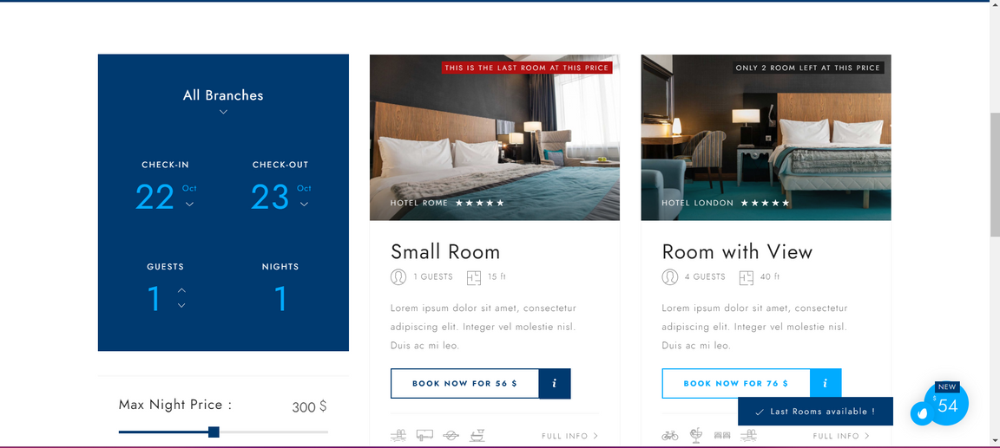 All Branches
CHECK-IN
22 Oct
CHECK-OUT
23 Oct
GUESTS
1
NIGHTS
1
Max Night Price :
300 $
THIS IS THE LAST ROOM AT THIS PRICE
HOTEL ROME
Small Room
1 GUESTS
15 ft
Lorem ipsum dolor sit amet, consectetur
adipiscing elit. Integer vel molestie nisl.
Duis ac mi leo.
BOOK NOW FOR 56 $
i
FULL INFO
ONLY 2 ROOM LEFT AT THIS PRICE
HOTEL LONDON
Room with View
4 GUESTS
40 ft
Lorem ipsum dolor sit amet, consectetur
adipiscing elit. Integer vel molestie nisl.
Duis ac mi leo.
BOOK NOW FOR 76 $
i
FULL INFO
Last Rooms available !
NEW
$ 54